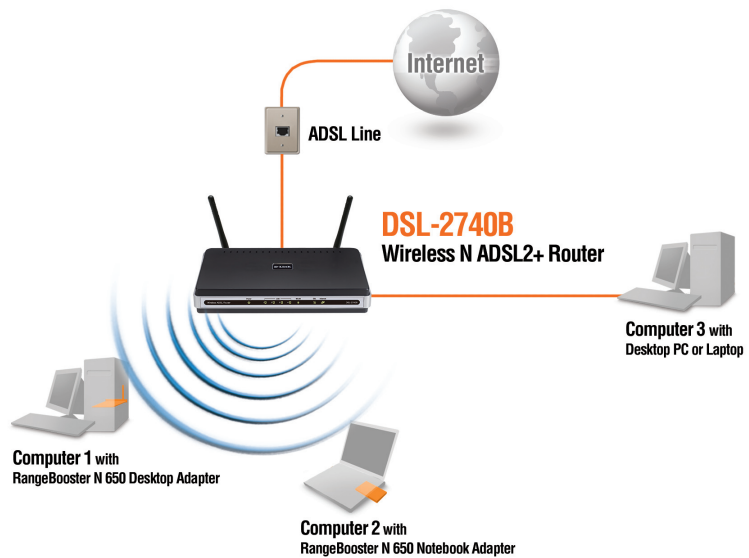 Internet
ADSL Line
DSL-2740B
Wireless N ADSL2+ Router
D-Link
Computer 3 with
Desktop PC or Laptop
Computer 1 with
RangeBooster N 650 Desktop Adapter
Computer 2 with
RangeBooster N 650 Notebook Adapter